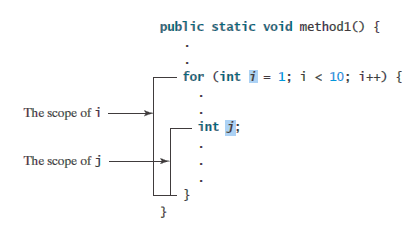 public static void method1() {
.
.
for (int i = 1; i < 10; i++) {
.
.
The scope of i
int j;
.
The scope of j
.
.
}
}